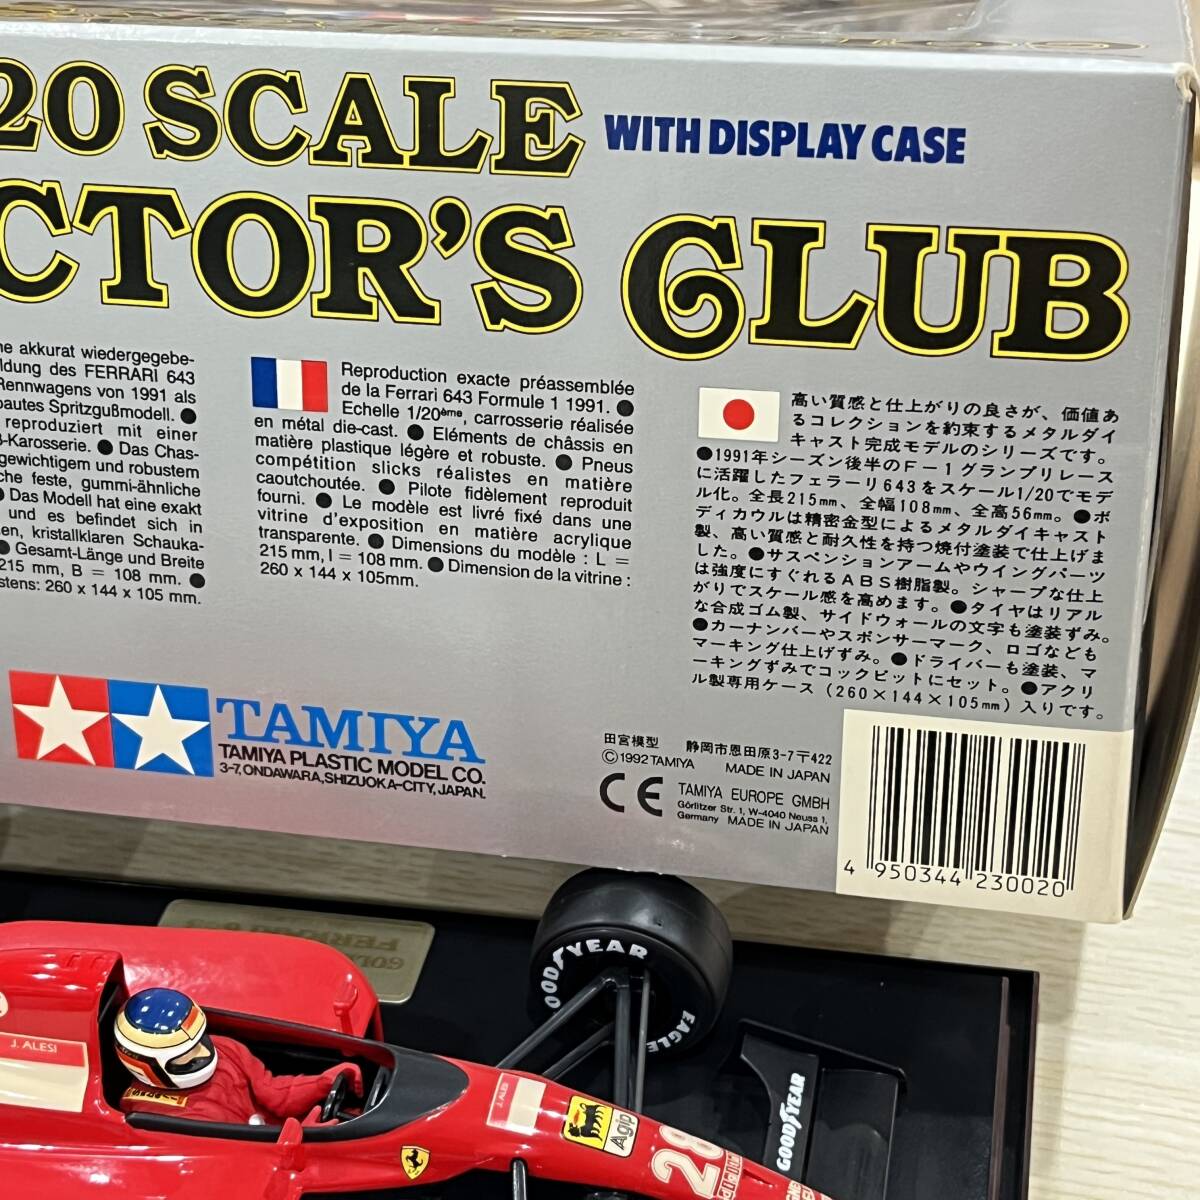 20 SCALE WITH DISPLAY CASE
CTOR'S CLUB
ne akkurat wiedergegebe-
ldung des FERRARI 643
Rennwagens von 1991 als
bautes Spritzgußmodell. ●
reproduziert mit einer
-Karosserie. ● Das Chas-
gewichtigem und robustem
che feste, gummi-ähnliche
● Das Modell hat eine exakt
und es befindet sich in
en, kristallklaren Schauka-
● Gesamt-Länge und Breite
215 mm, B = 108 mm. ●
stens: 260 x 144 x 105 mm.
Reproduction exacte préassemblée
de la Ferrari 643 Formule 1 1991. ●
Echelle 1/20ème, carrosserie réalisée
en métal die-cast. ● Eléments de châssis en
matière plastique légère et robuste. ● Pneus
compétition slicks réalistes en matière
caoutchoutée. ● Pilote fidèlement reproduit
fourni. ● Le modèle est livré fixé dans une
vitrine d'exposition en matière acrylique
transparente. ● Dimensions du modèle : L =
215 mm, l = 108 mm. ● Dimension de la vitrine :
260 x 144 x 105mm.
高い質感と仕上がりの良さが、価値あ
るコレクションを約束するメタルダイ
キャスト完成モデルのシリーズです。
●1991年シーズン後半のF-1グランプリレース
に活躍したフェラーリ643をスケール1/20でモデ
ル化。全長215mm、全幅108mm、全高56mm。●ボ
ディカウルは精密金型によるメタルダイキャスト
製、高い質感と耐久性を持つ焼付塗装で仕上げま
した。●サスペンションアームやウイングパーツ
は強度にすぐれるABS樹脂製。シャープな仕上
がりでスケール感を高めます。●タイヤはリアル
な合成ゴム製、サイドウォールの文字も塗装ずみ。
●カーナンバーやスポンサーマーク、ロゴなども
マーキング仕上げずみ。●ドライバーも塗装、マ
ーキングずみでコックピットにセット。●アクリ
ル製専用ケース（260×144×105mm）入りです。
TAMIYA
TAMIYA PLASTIC MODEL CO.
3-7, ONDAWARA, SHIZUOKA-CITY, JAPAN.
田宮模型 静岡市恩田原3-7〒422
©1992 TAMIYA MADE IN JAPAN
CE TAMIYA EUROPE GMBH
Görlitzer Str. 1, W-4040 Neuss 1,
Germany MADE IN JAPAN
4 950344 230020
FERRARI
GOODYEAR
EAGLE
J. ALESI
J. ALESI
Agip
28
GOODYEAR